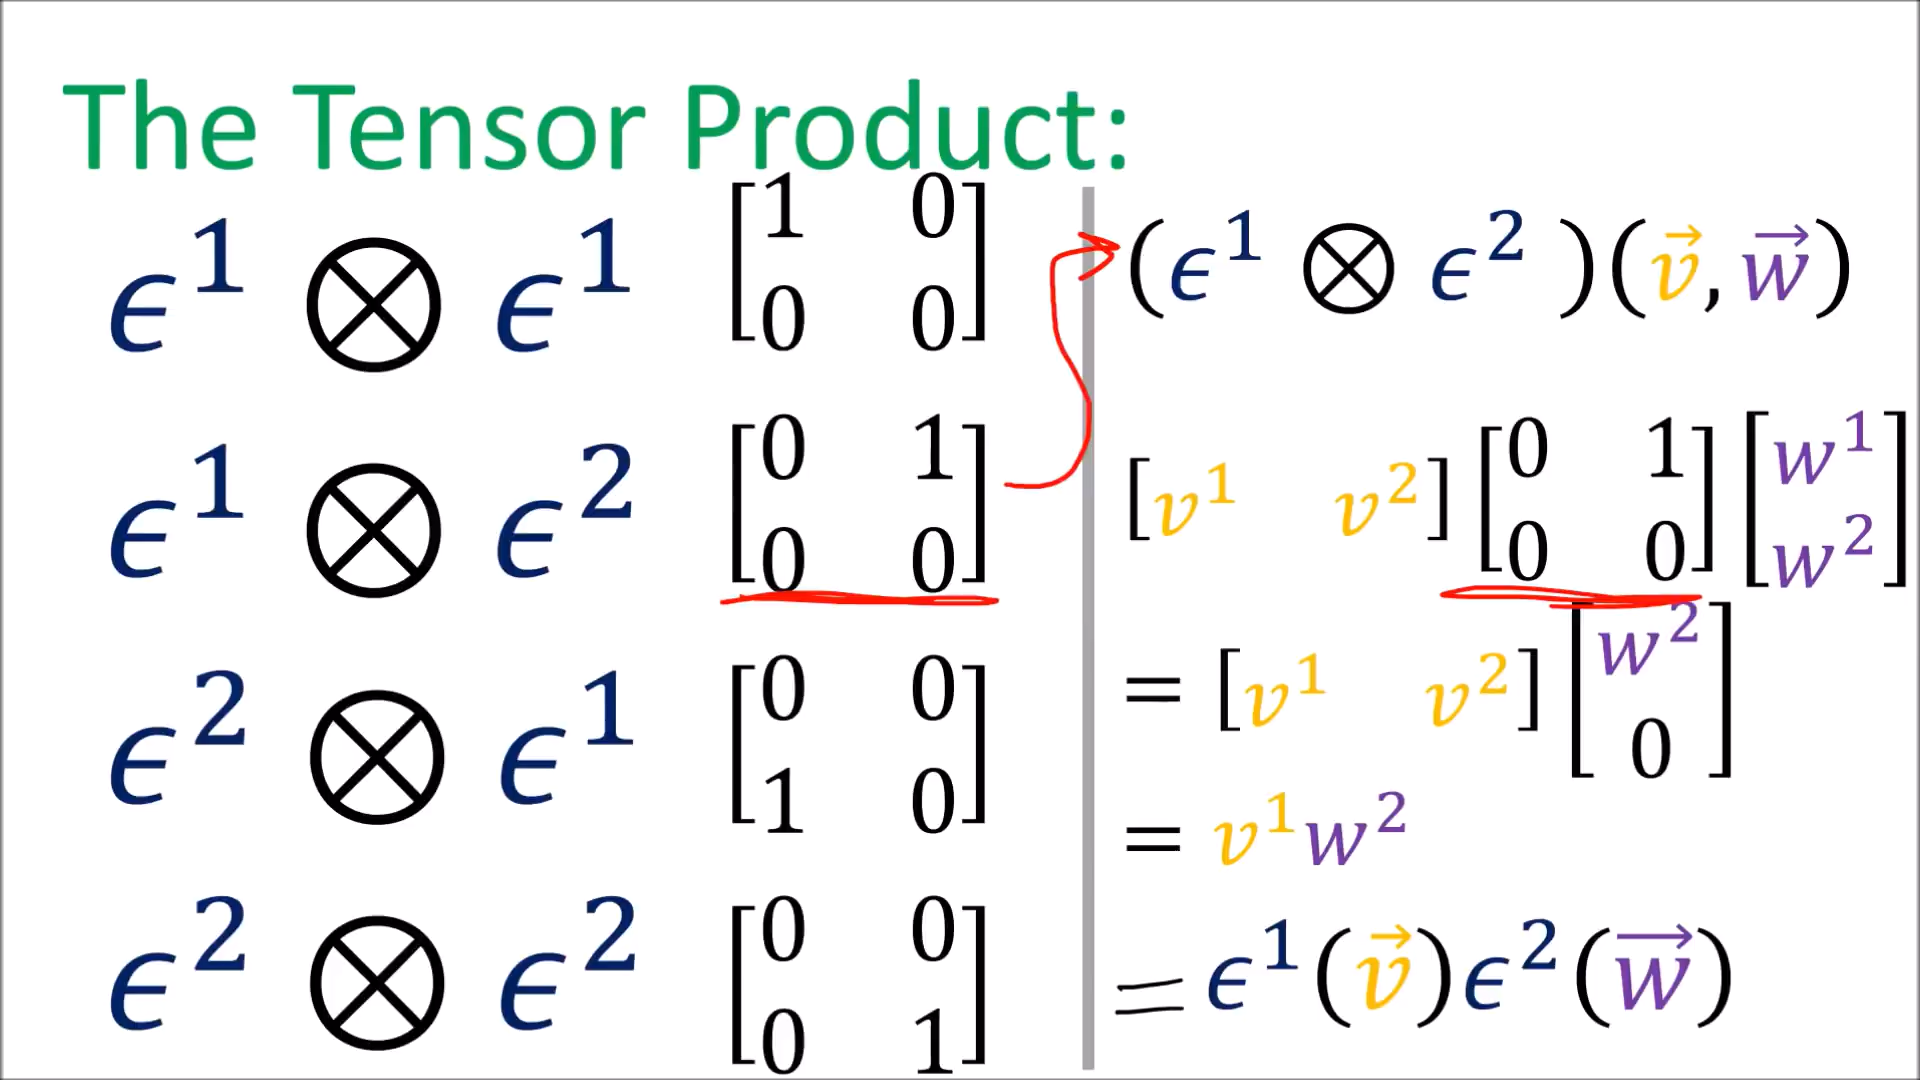 The Tensor Product:
ϵ¹ ⊗ ϵ¹ [1 0
0 0]
ϵ¹ ⊗ ϵ² [0 1
0 0]
ϵ² ⊗ ϵ¹ [0 0
1 0]
ϵ² ⊗ ϵ² [0 0
0 1]
(ϵ¹ ⊗ ϵ² )(v⃗, w⃗)
[v¹ v²] [0 1
0 0] [w¹
w²]
= [v¹ v²] [w²
0]
= v¹w²
= ϵ¹(v⃗)ϵ²(w⃗)